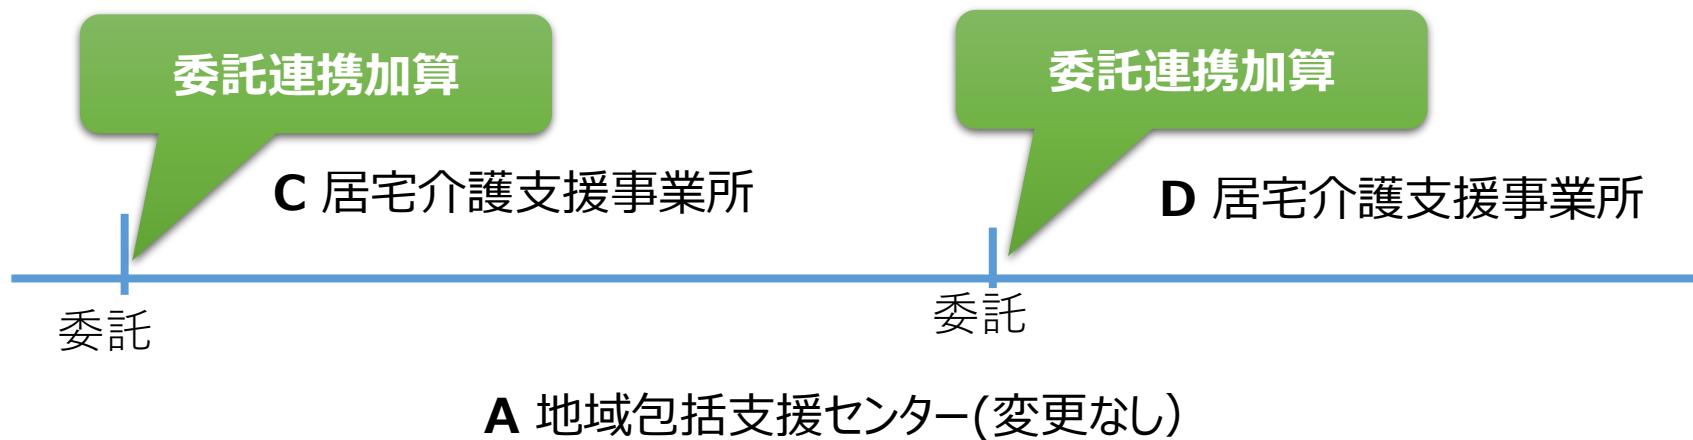 委託連携加算
委託連携加算
C 居宅介護支援事業所
D 居宅介護支援事業所
委託
委託
A 地域包括支援センター(変更なし）